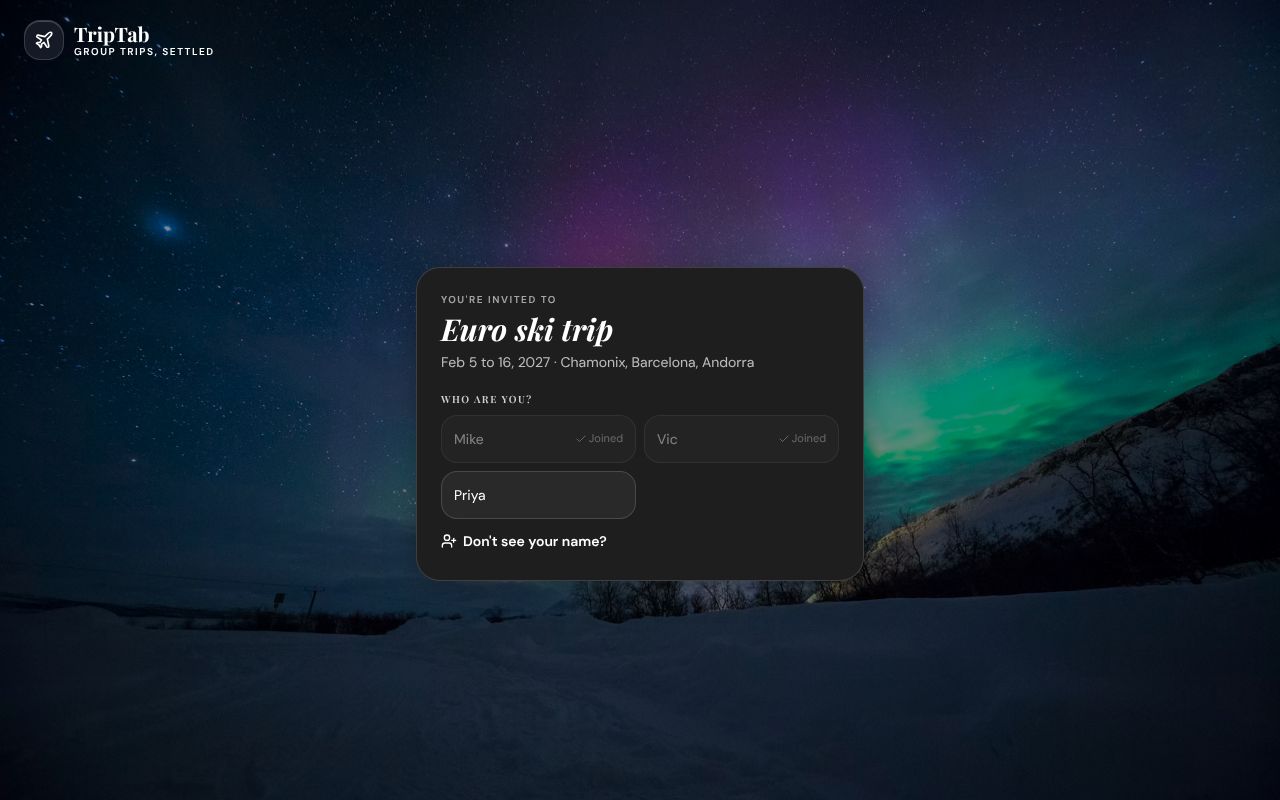 TripTab
GROUP TRIPS, SETTLED
YOU'RE INVITED TO
Euro ski trip
Feb 5 to 16, 2027 · Chamonix, Barcelona, Andorra
WHO ARE YOU?
Mike ✓ Joined
Vic ✓ Joined
Priya
Don't see your name?